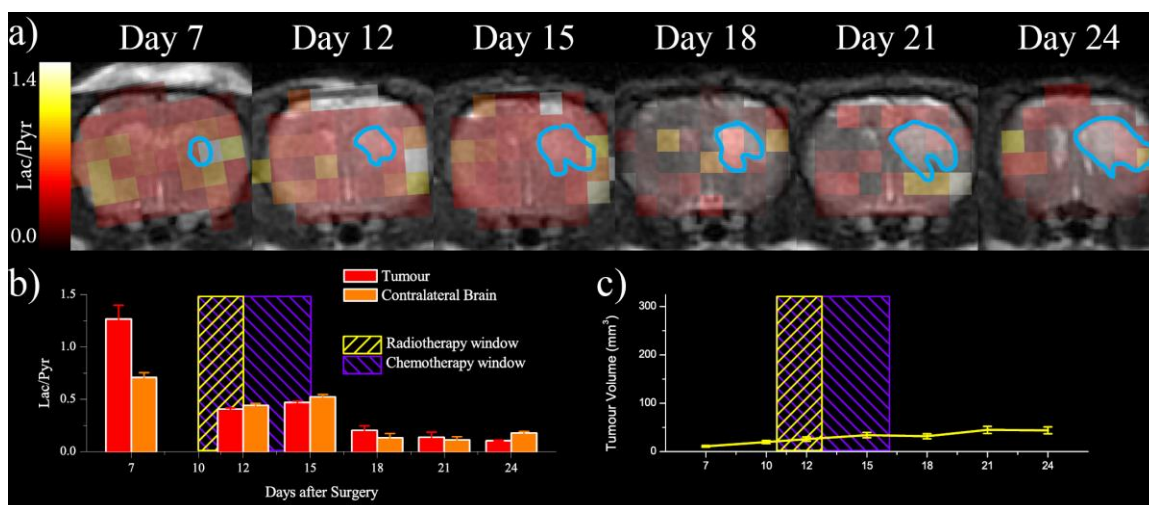 a) Day 7 Day 12 Day 15 Day 18 Day 21 Day 24
1.4
Lac/Pyr
0.0
b)
Tumour
Contralateral Brain
Radiotherapy window
Chemotherapy window
1.5
1.0
0.5
0.0
Lac/Pyr
7 10 12 15 18 21 24
Days after Surgery
c)
300
200
100
0
Tumour Volume (mm³)
7 10 12 15 18 21 24